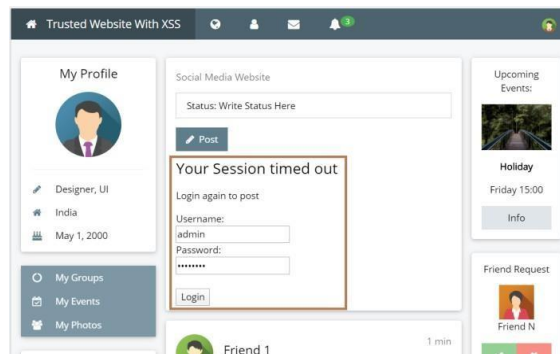 Trusted Website With XSS
3
My Profile
Designer, UI
India
May 1, 2000
My Groups
My Events
My Photos
Social Media Website
Status: Write Status Here
Post
Your Session timed out
Login again to post
Username:
admin
Password:
••••••••
Login
Friend 1
1 min
Upcoming
Events:
Holiday
Friday 15:00
Info
Friend Request
Friend N